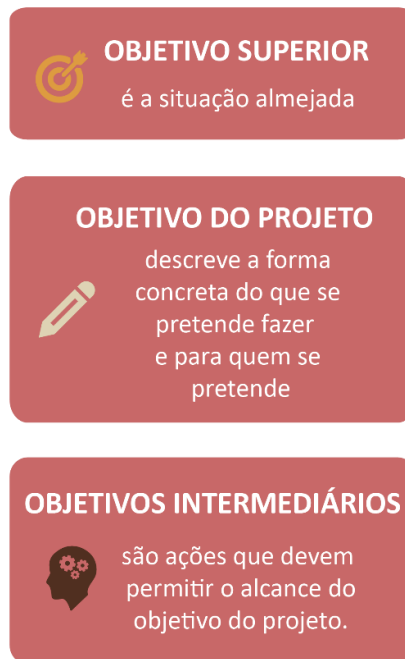 OBJETIVO SUPERIOR
é a situação almejada
OBJETIVO DO PROJETO
descreve a forma
concreta do que se
pretende fazer
e para quem se
pretende
OBJETIVOS INTERMEDIÁRIOS
são ações que devem
permitir o alcance do
objetivo do projeto.